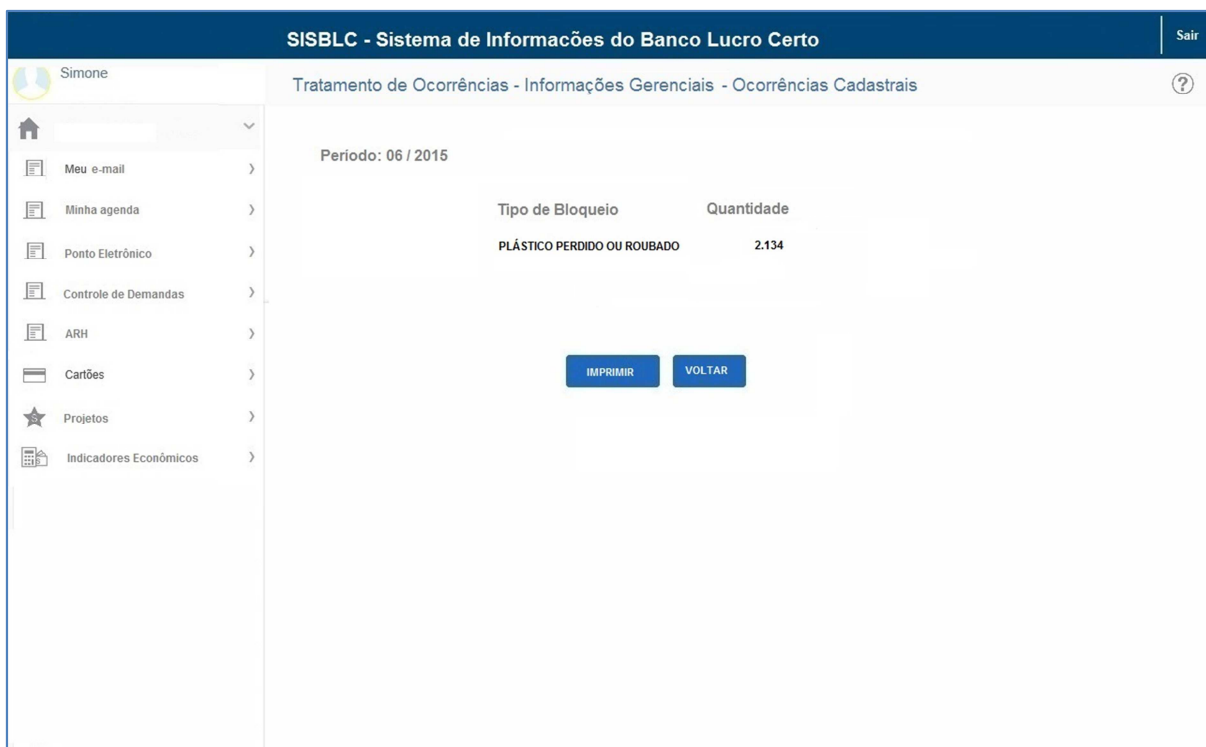 SISBLC - Sistema de Informacões do Banco Lucro Certo
Sair
Simone
Tratamento de Ocorrências - Informações Gerenciais - Ocorrências Cadastrais
?
Período: 06 / 2015
Meu e-mail
Minha agenda
Ponto Eletrônico
Controle de Demandas
ARH
Cartões
Projetos
Indicadores Econômicos
Tipo de Bloqueio Quantidade
PLÁSTICO PERDIDO OU ROUBADO 2.134
IMPRIMIR VOLTAR